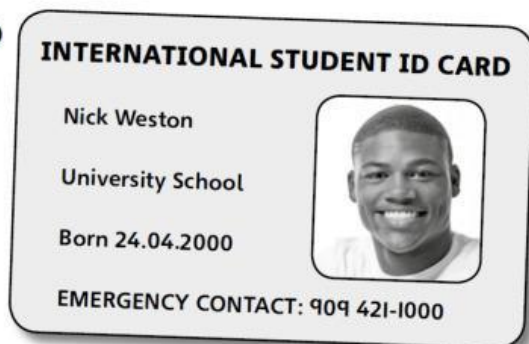 INTERNATIONAL STUDENT ID CARD
Nick Weston
University School
Born 24.04.2000
EMERGENCY CONTACT: 909 421-1000